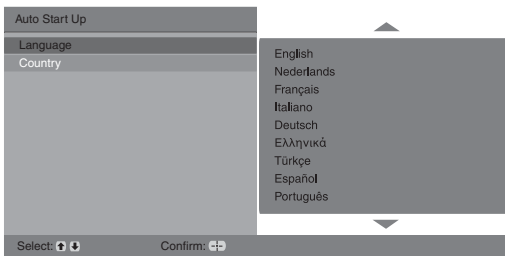 Auto Start Up
Language
Country
English
Nederlands
Français
Italiano
Deutsch
Ελληνικά
Türkçe
Español
Português
Select: Confirm: